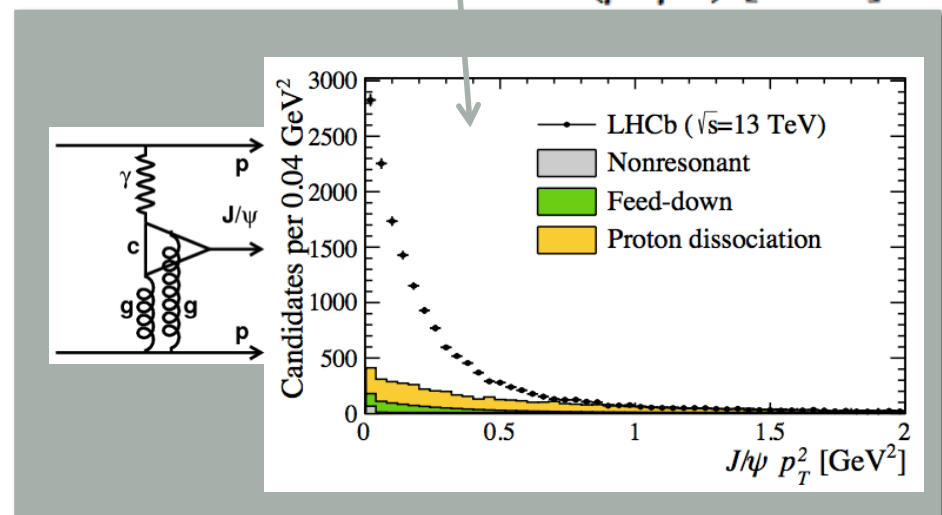 p
γ
J/ψ
c
g g
p
Candidates per 0.04 GeV²
3000
2500
2000
1500
1000
500
0
LHCb (√s=13 TeV)
Nonresonant
Feed-down
Proton dissociation
0 0.5 1 1.5 2
J/ψ p_T² [GeV²]